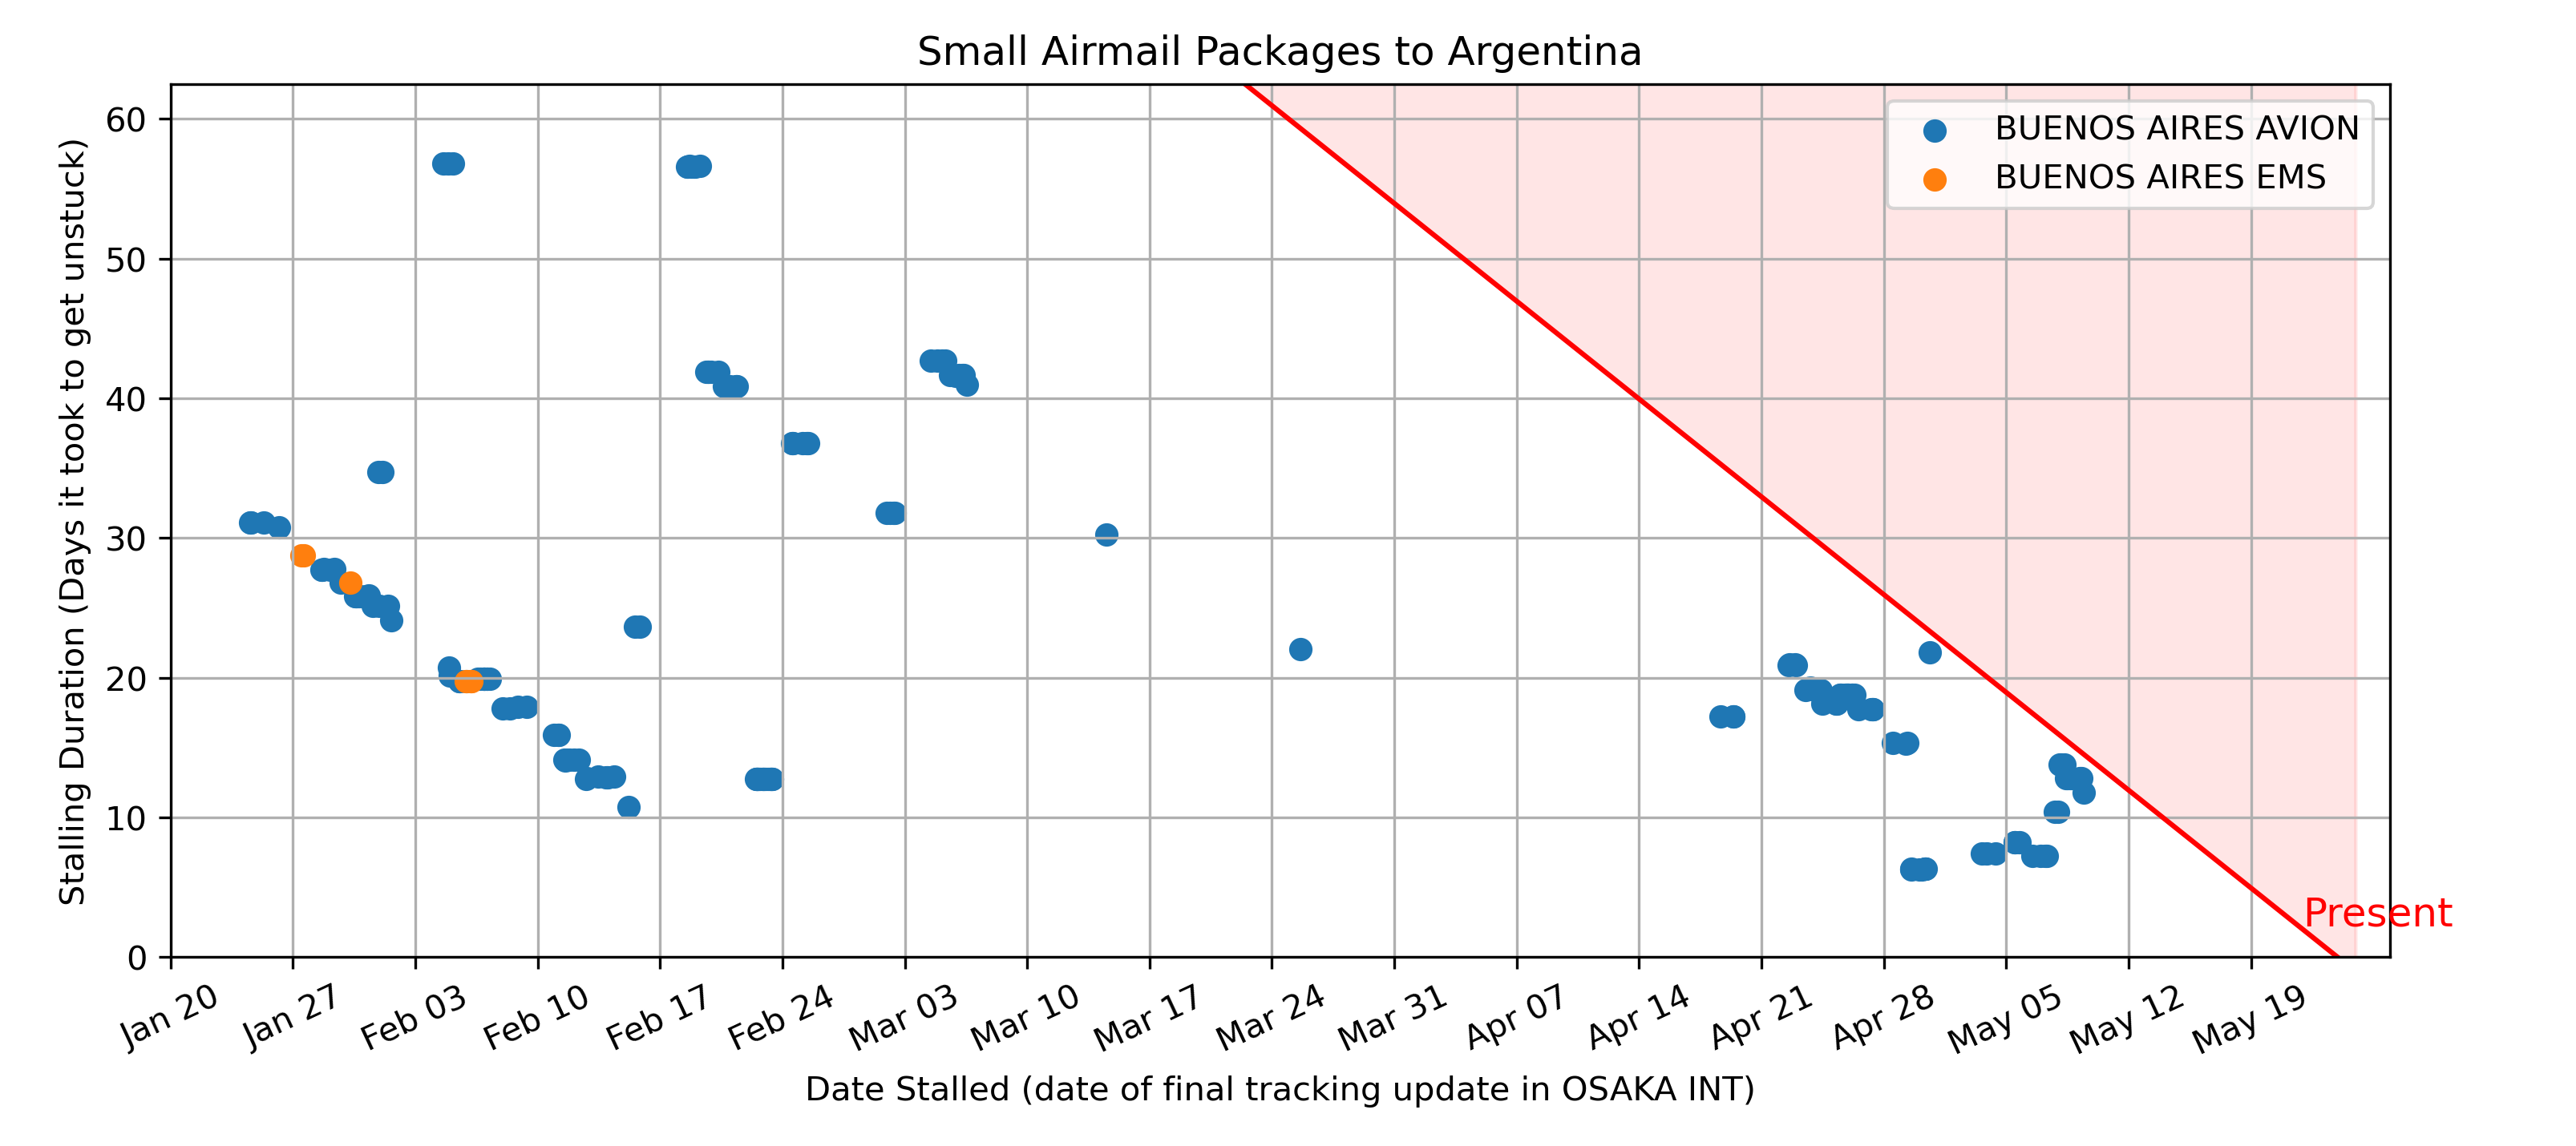 Small Airmail Packages to Argentina
BUENOS AIRES AVION
BUENOS AIRES EMS
Stalling Duration (Days it took to get unstuck)
60
50
40
30
20
10
0
Present
Jan 20
Jan 27
Feb 03
Feb 10
Feb 17
Feb 24
Mar 03
Mar 10
Mar 17
Mar 24
Mar 31
Apr 07
Apr 14
Apr 21
Apr 28
May 05
May 12
May 19
Date Stalled (date of final tracking update in OSAKA INT)